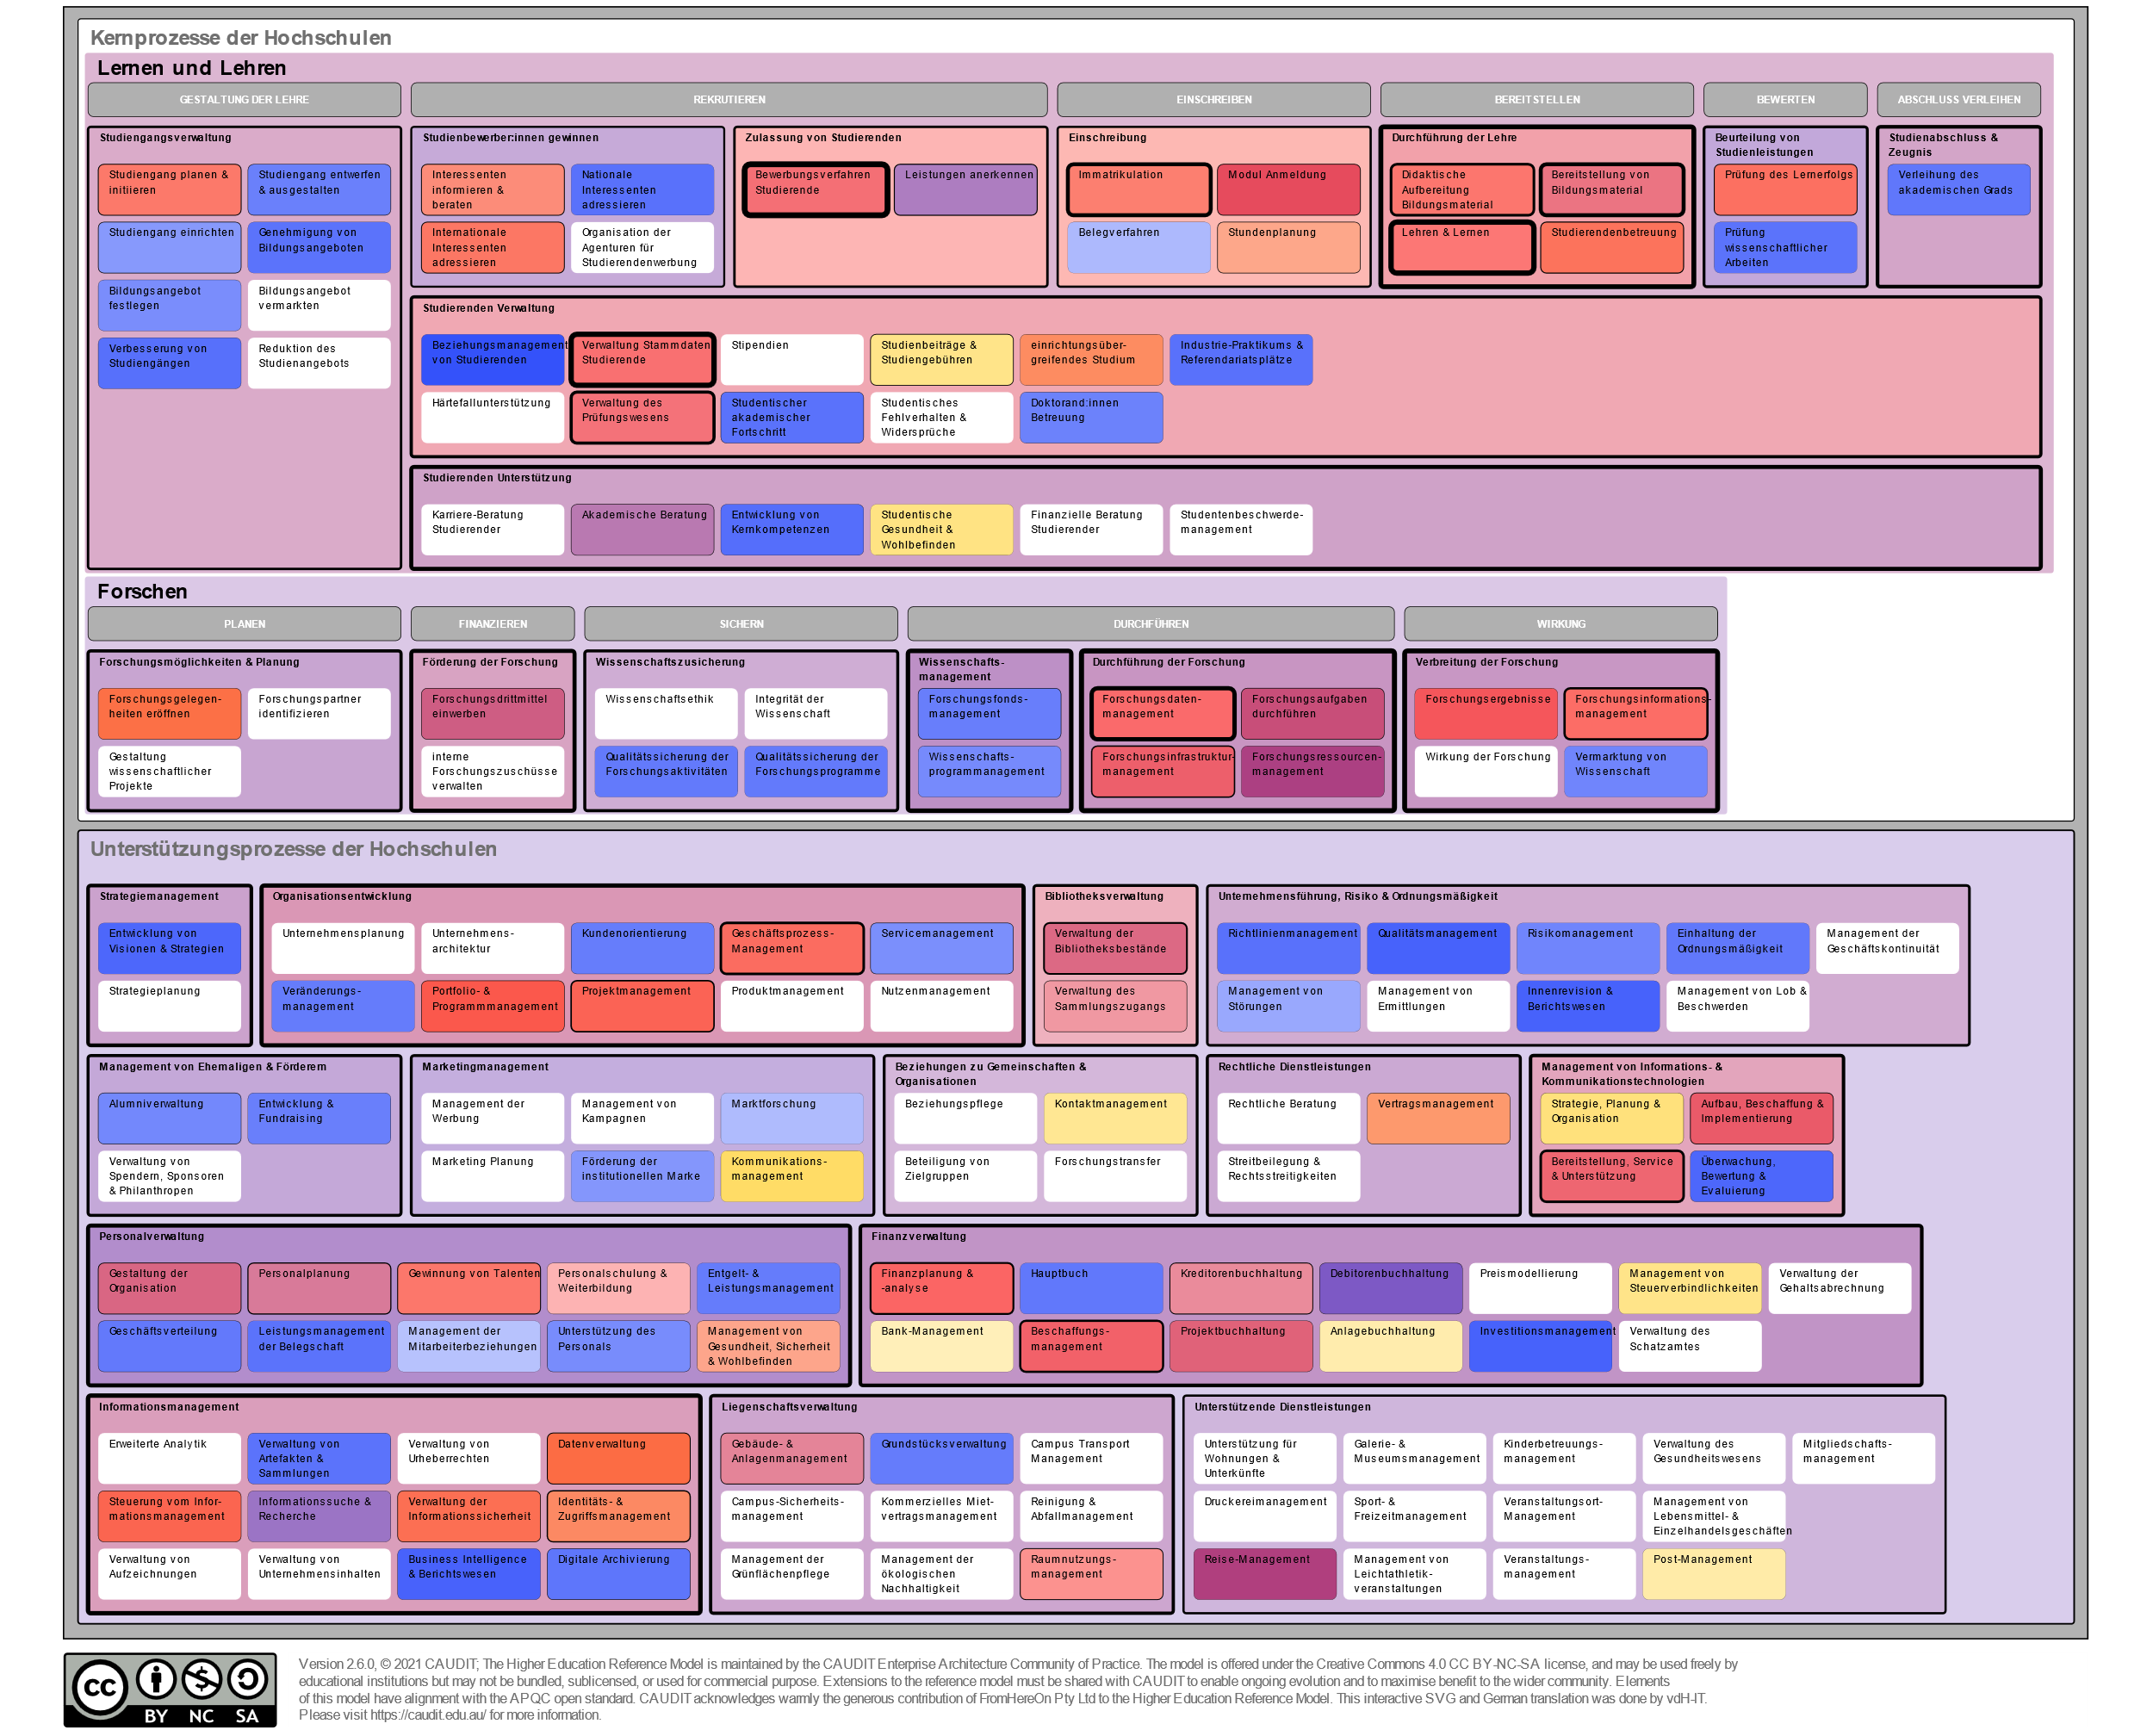 Kernprozesse der Hochschulen
Lernen und Lehren
GESTALTUNG DER LEHRE
REKRUTIEREN
EINSCHREIBEN
BEREITSTELLEN
BEWERTEN
ABSCHLUSS VERLEIHEN
Studiengangsverwaltung
Studiengang planen &
initiieren
Studiengang entwerfen
& ausgestalten
Studiengang einrichten
Genehmigung von
Bildungsangeboten
Bildungsangebot
festlegen
Bildungsangebot
vermarkten
Verbesserung von
Studiengängen
Reduktion des
Studienangebots
Studienbewerber:innen gewinnen
Interessenten
informieren &
beraten
Nationale
Interessenten
adressieren
Internationale
Interessenten
adressieren
Organisation der
Agenturen für
Studierendenwerbung
Zulassung von Studierenden
Bewerbungsverfahren
Studierende
Leistungen anerkennen
Einschreibung
Immatrikulation
Modul Anmeldung
Belegverfahren
Stundenplanung
Durchführung der Lehre
Didaktische
Aufbereitung
Bildungsmaterial
Bereitstellung von
Bildungsmaterial
Lehren & Lernen
Studierendenbetreuung
Beurteilung von
Studienleistungen
Prüfung des Lernerfolgs
Prüfung
wissenschaftlicher
Arbeiten
Studienabschluss &
Zeugnis
Verleihung des
akademischen Grads
Studierenden Verwaltung
Beziehungsmanagement
von Studierenden
Verwaltung Stammdaten
Studierende
Stipendien
Studienbeiträge &
Studiengebühren
einrichtungsüber-
greifendes Studium
Industrie-Praktikums &
Referendariatsplätze
Härtefallunterstützung
Verwaltung des
Prüfungswesens
Studentischer
akademischer
Fortschritt
Studentisches
Fehlverhalten &
Widersprüche
Doktorand:innen
Betreuung
Studierenden Unterstützung
Karriere-Beratung
Studierender
Akademische Beratung
Entwicklung von
Kernkompetenzen
Studentische
Gesundheit &
Wohlbefinden
Finanzielle Beratung
Studierender
Studentenbeschwerde-
management
Forschen
PLANEN
FINANZIEREN
SICHERN
DURCHFÜHREN
WIRKUNG
Forschungsmöglichkeiten & Planung
Forschungsgelegen-
heiten eröffnen
Forschungspartner
identifizieren
Gestaltung
wissenschaftlicher
Projekte
Förderung der Forschung
Forschungsdrittmittel
einwerben
interne
Forschungszuschüsse
verwalten
Wissenschaftszusicherung
Wissenschaftsethik
Integrität der
Wissenschaft
Qualitätssicherung der
Forschungsaktivitäten
Qualitätssicherung der
Forschungsprogramme
Wissenschafts-
management
Forschungsfonds-
management
Wissenschafts-
programmanagement
Durchführung der Forschung
Forschungsdaten-
management
Forschungsaufgaben
durchführen
Forschungsinfrastruktur-
management
Forschungsressourcen-
management
Verbreitung der Forschung
Forschungsergebnisse
Forschungsinformations-
management
Wirkung der Forschung
Vermarktung von
Wissenschaft
Unterstützungsprozesse der Hochschulen
Strategiemanagement
Entwicklung von
Visionen & Strategien
Strategieplanung
Organisationsentwicklung
Unternehmensplanung
Unternehmens-
architektur
Kundenorientierung
Geschäftsprozess-
Management
Servicemanagement
Veränderungs-
management
Portfolio- &
Programmmanagement
Projektmanagement
Produktmanagement
Nutzenmanagement
Bibliotheksverwaltung
Verwaltung der
Bibliotheksbestände
Verwaltung des
Sammlungszugangs
Unternehmensführung, Risiko & Ordnungsmäßigkeit
Richtlinienmanagement
Qualitätsmanagement
Risikomanagement
Einhaltung der
Ordnungsmäßigkeit
Management der
Geschäftskontinuität
Management von
Störungen
Management von
Ermittlungen
Innenrevision &
Berichtswesen
Management von Lob &
Beschwerden
Management von Ehemaligen & Förderern
Alumniverwaltung
Entwicklung &
Fundraising
Verwaltung von
Spendern, Sponsoren
& Philanthropen
Marketingmanagement
Management der
Werbung
Management von
Kampagnen
Marktforschung
Marketing Planung
Förderung der
institutionellen Marke
Kommunikations-
management
Beziehungen zu Gemeinschaften &
Organisationen
Beziehungspflege
Kontaktmanagement
Beteiligung von
Zielgruppen
Forschungstransfer
Rechtliche Dienstleistungen
Rechtliche Beratung
Vertragsmanagement
Streitbeilegung &
Rechtsstreitigkeiten
Management von Informations- &
Kommunikationstechnologien
Strategie, Planung &
Organisation
Aufbau, Beschaffung &
Implementierung
Bereitstellung, Service
& Unterstützung
Überwachung,
Bewertung &
Evaluierung
Personalverwaltung
Gestaltung der
Organisation
Personalplanung
Gewinnung von Talenten
Personalschulung &
Weiterbildung
Entgelt- &
Leistungsmanagement
Geschäftsverteilung
Leistungsmanagement
der Belegschaft
Management der
Mitarbeiterbeziehungen
Unterstützung des
Personals
Management von
Gesundheit, Sicherheit
& Wohlbefinden
Finanzverwaltung
Finanzplanung &
-analyse
Hauptbuch
Kreditorenbuchhaltung
Debitorenbuchhaltung
Preismodellierung
Management von
Steuerverbindlichkeiten
Verwaltung der
Gehaltsabrechnung
Bank-Management
Beschaffungs-
management
Projektbuchhaltung
Anlagebuchhaltung
Investitionsmanagement
Verwaltung des
Schatzamtes
Informationsmanagement
Erweiterte Analytik
Verwaltung von
Artefakten &
Sammlungen
Verwaltung von
Urheberrechten
Datenverwaltung
Steuerung vom Infor-
mationsmanagement
Informationssuche &
Recherche
Verwaltung der
Informationssicherheit
Identitäts- &
Zugriffsmanagement
Verwaltung von
Aufzeichnungen
Verwaltung von
Unternehmensinhalten
Business Intelligence
& Berichtswesen
Digitale Archivierung
Liegenschaftsverwaltung
Gebäude- &
Anlagenmanagement
Grundstücksverwaltung
Campus Transport
Management
Campus-Sicherheits-
management
Kommerzielles Miet-
vertragsmanagement
Reinigung &
Abfallmanagement
Management der
Grünflächenpflege
Management der
ökologischen
Nachhaltigkeit
Raumnutzungs-
management
Unterstützende Dienstleistungen
Unterstützung für
Wohnungen &
Unterkünfte
Galerie- &
Museumsmanagement
Kinderbetreuungs-
management
Verwaltung des
Gesundheitswesens
Mitgliedschafts-
management
Druckereimanagement
Sport- &
Freizeitmanagement
Veranstaltungsort-
Management
Management von
Lebensmittel- &
Einzelhandelsgeschäften
Reise-Management
Management von
Leichtathletik-
veranstaltungen
Veranstaltungs-
management
Post-Management
cc
BY NC SA
Version 2.6.0, © 2021 CAUDIT; The Higher Education Reference Model is maintained by the CAUDIT Enterprise Architecture Community of Practice. The model is offered under the Creative Commons 4.0 CC BY-NC-SA license, and may be used freely by
educational institutions but may not be bundled, sublicensed, or used for commercial purpose. Extensions to the reference model must be shared with CAUDIT to enable ongoing evolution and to maximise benefit to the wider community. Elements
of this model have alignment with the APQC open standard. CAUDIT acknowledges warmly the generous contribution of FromHereOn Pty Ltd to the Higher Education Reference Model. This interactive SVG and German translation was done by vdH-IT.
Please visit https://caudit.edu.au/ for more information.